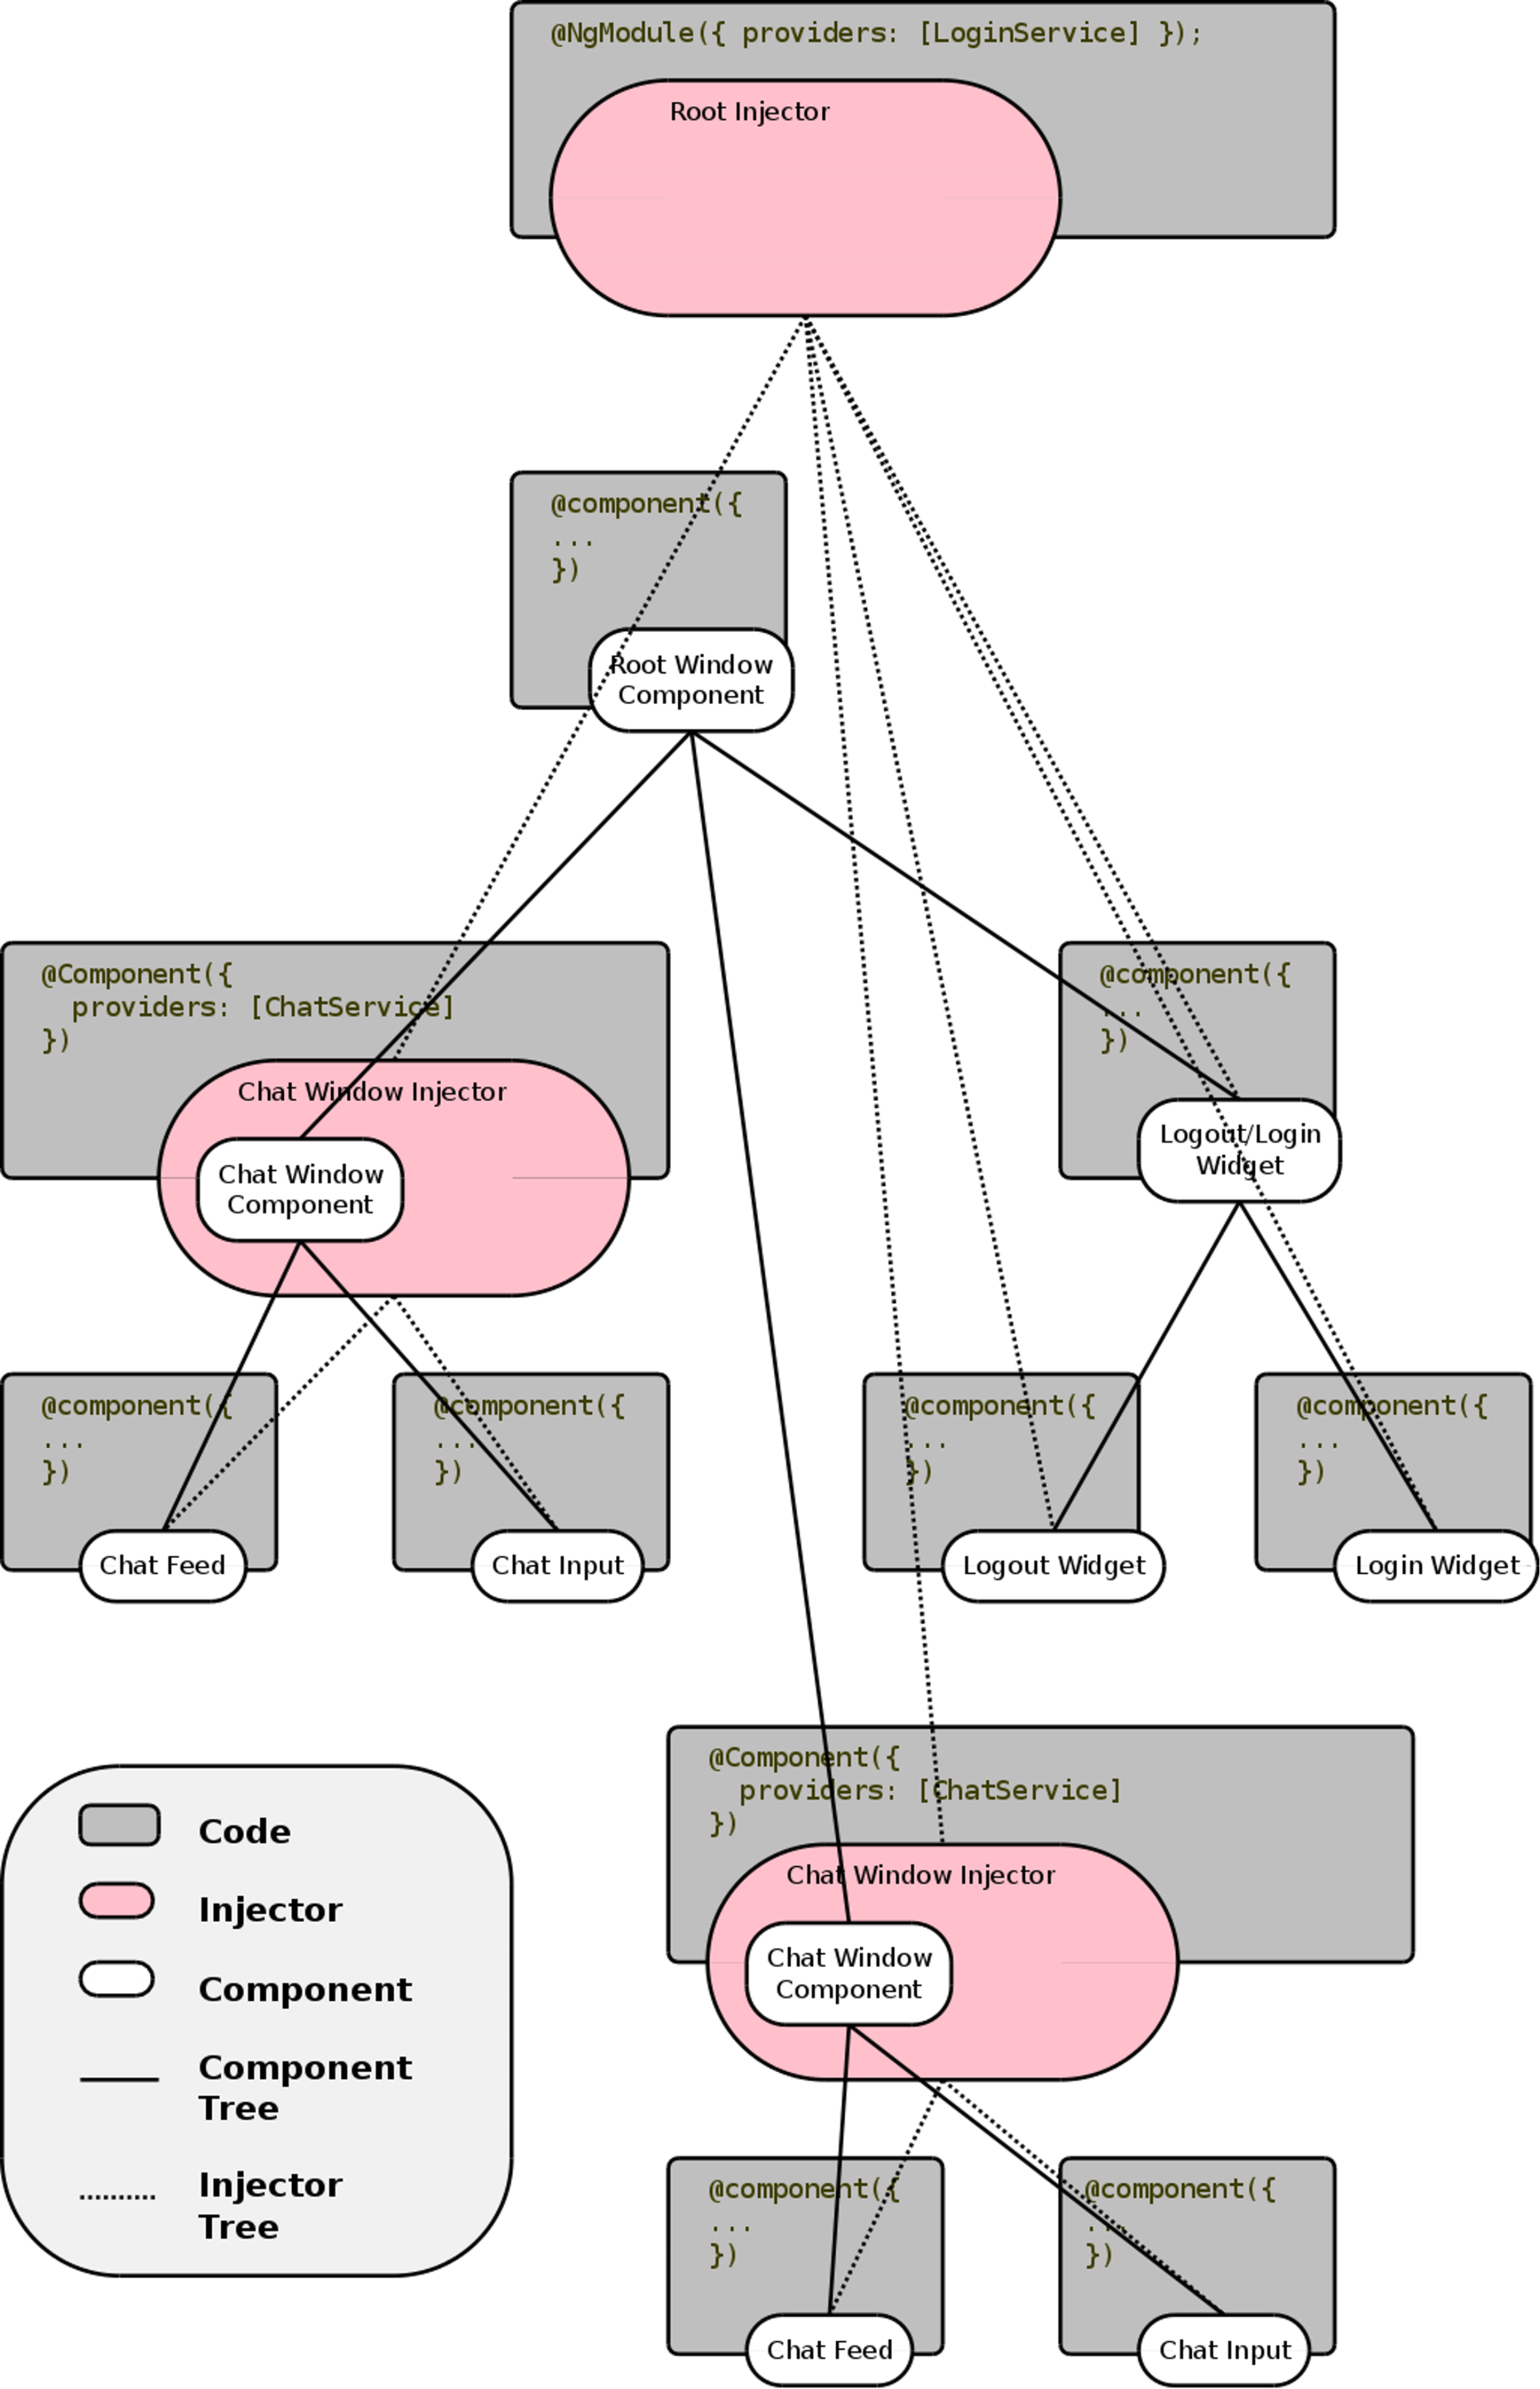 @NgModule({ providers: [LoginService] });
Root Injector
@component({
...
})
Root Window
Component
@Component({
providers: [ChatService]
})
Chat Window Injector
Chat Window
Component
@component({
...
})
Logout/Login
Widget
@component({
...
})
Chat Feed
@component({
...
})
Chat Input
@component({
...
})
Logout Widget
@component({
...
})
Login Widget
@Component({
providers: [ChatService]
})
Chat Window Injector
Chat Window
Component
@component({
...
})
Chat Feed
@component({
...
})
Chat Input
Code
Injector
Component
Component
Tree
Injector
Tree